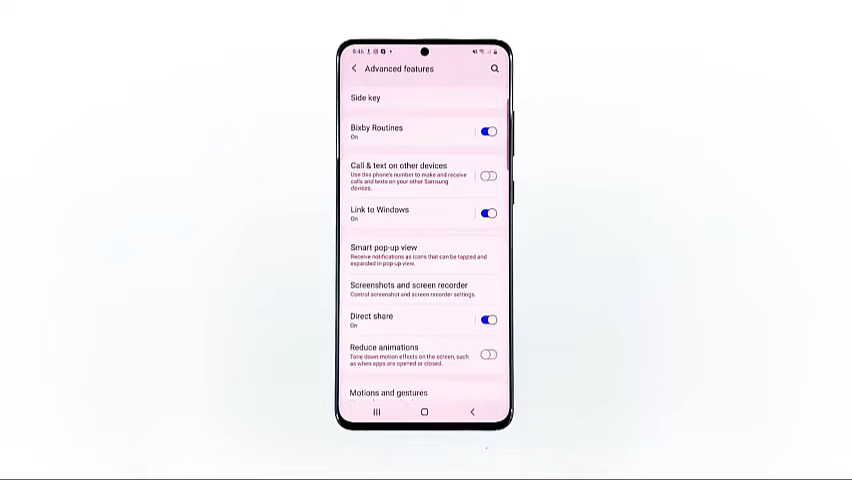 8:46
Advanced features
Side key
Bixby Routines
On
Call & text on other devices
Use this phone's number to make and receive
calls and texts on your other Samsung
devices.
Link to Windows
On
Smart pop-up view
Receive notifications as icons that can be tapped and
expanded in pop-up view.
Screenshots and screen recorder
Control screenshot and screen recorder settings.
Direct share
On
Reduce animations
Tone down motion effects on the screen, such
as when apps are opened or closed.
Motions and gestures